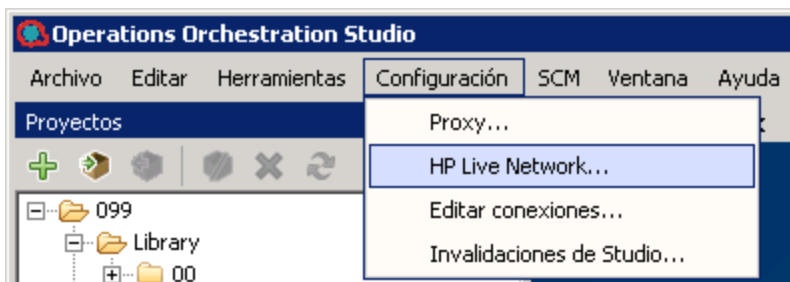 Operations Orchestration Studio
Archivo Editar Herramientas Configuración SCM Ventana Ayuda
Proyectos
Proxy...
HP Live Network...
Editar conexiones...
Invalidaciones de Studio...
099
Library
00